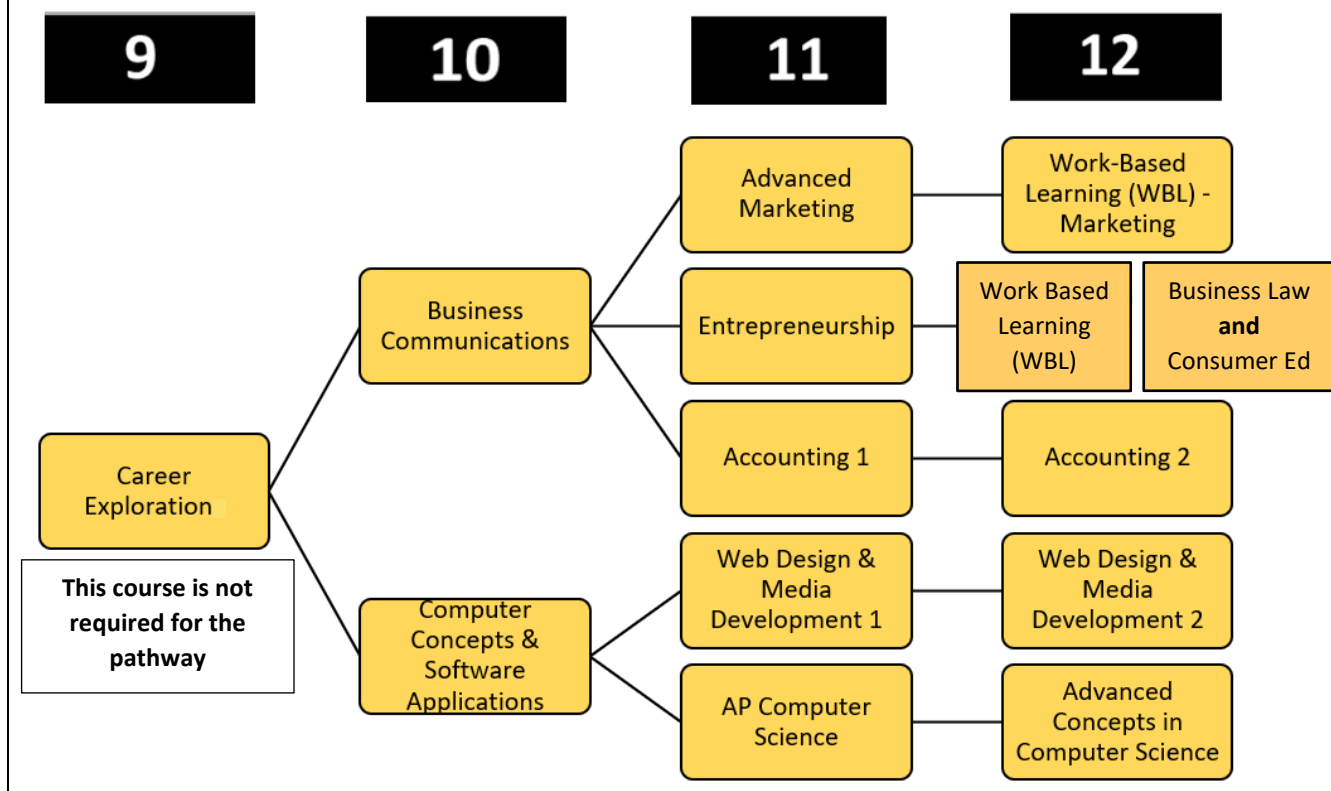 9
10
11
12
Career
Exploration
This course is not
required for the
pathway
Business
Communications
Computer
Concepts &
Software
Applications
Advanced
Marketing
Entrepreneurship
Accounting 1
Web Design &
Media
Development 1
AP Computer
Science
Work-Based
Learning (WBL) -
Marketing
Work Based
Learning
(WBL)
Business Law
and
Consumer Ed
Accounting 2
Web Design &
Media
Development 2
Advanced
Concepts in
Computer Science